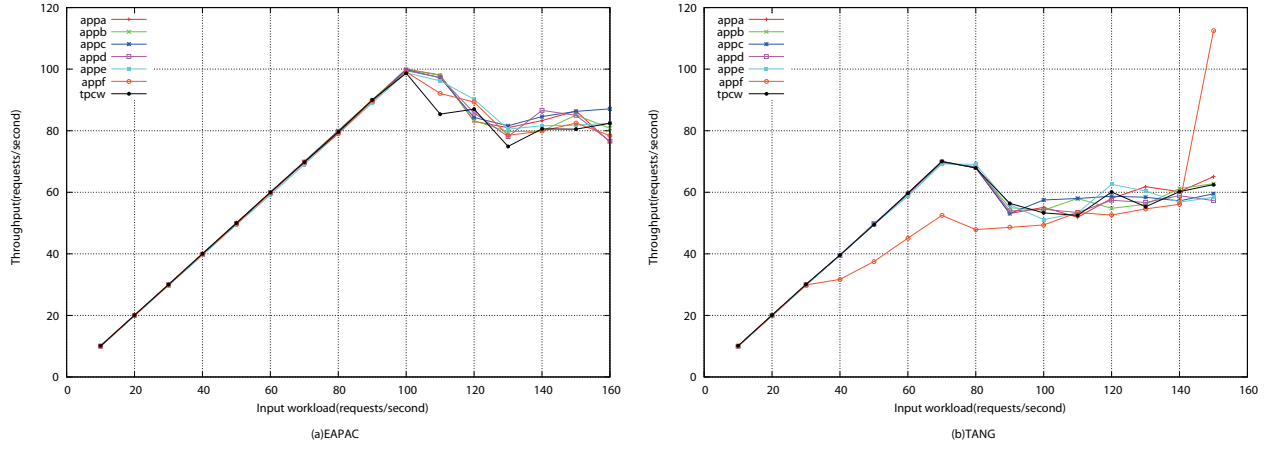 120
100
80
60
40
20
0
Throughput(requests/second)
appa
appb
appc
appd
appe
appf
tpcw
0 20 40 60 80 100 120 140 160
Input workload(requests/second)
(a)EAPAC
120
100
80
60
40
20
0
Throughput(requests/second)
appa
appb
appc
appd
appe
appf
tpcw
0 20 40 60 80 100 120 140 160
Input workload(requests/second)
(b)TANG